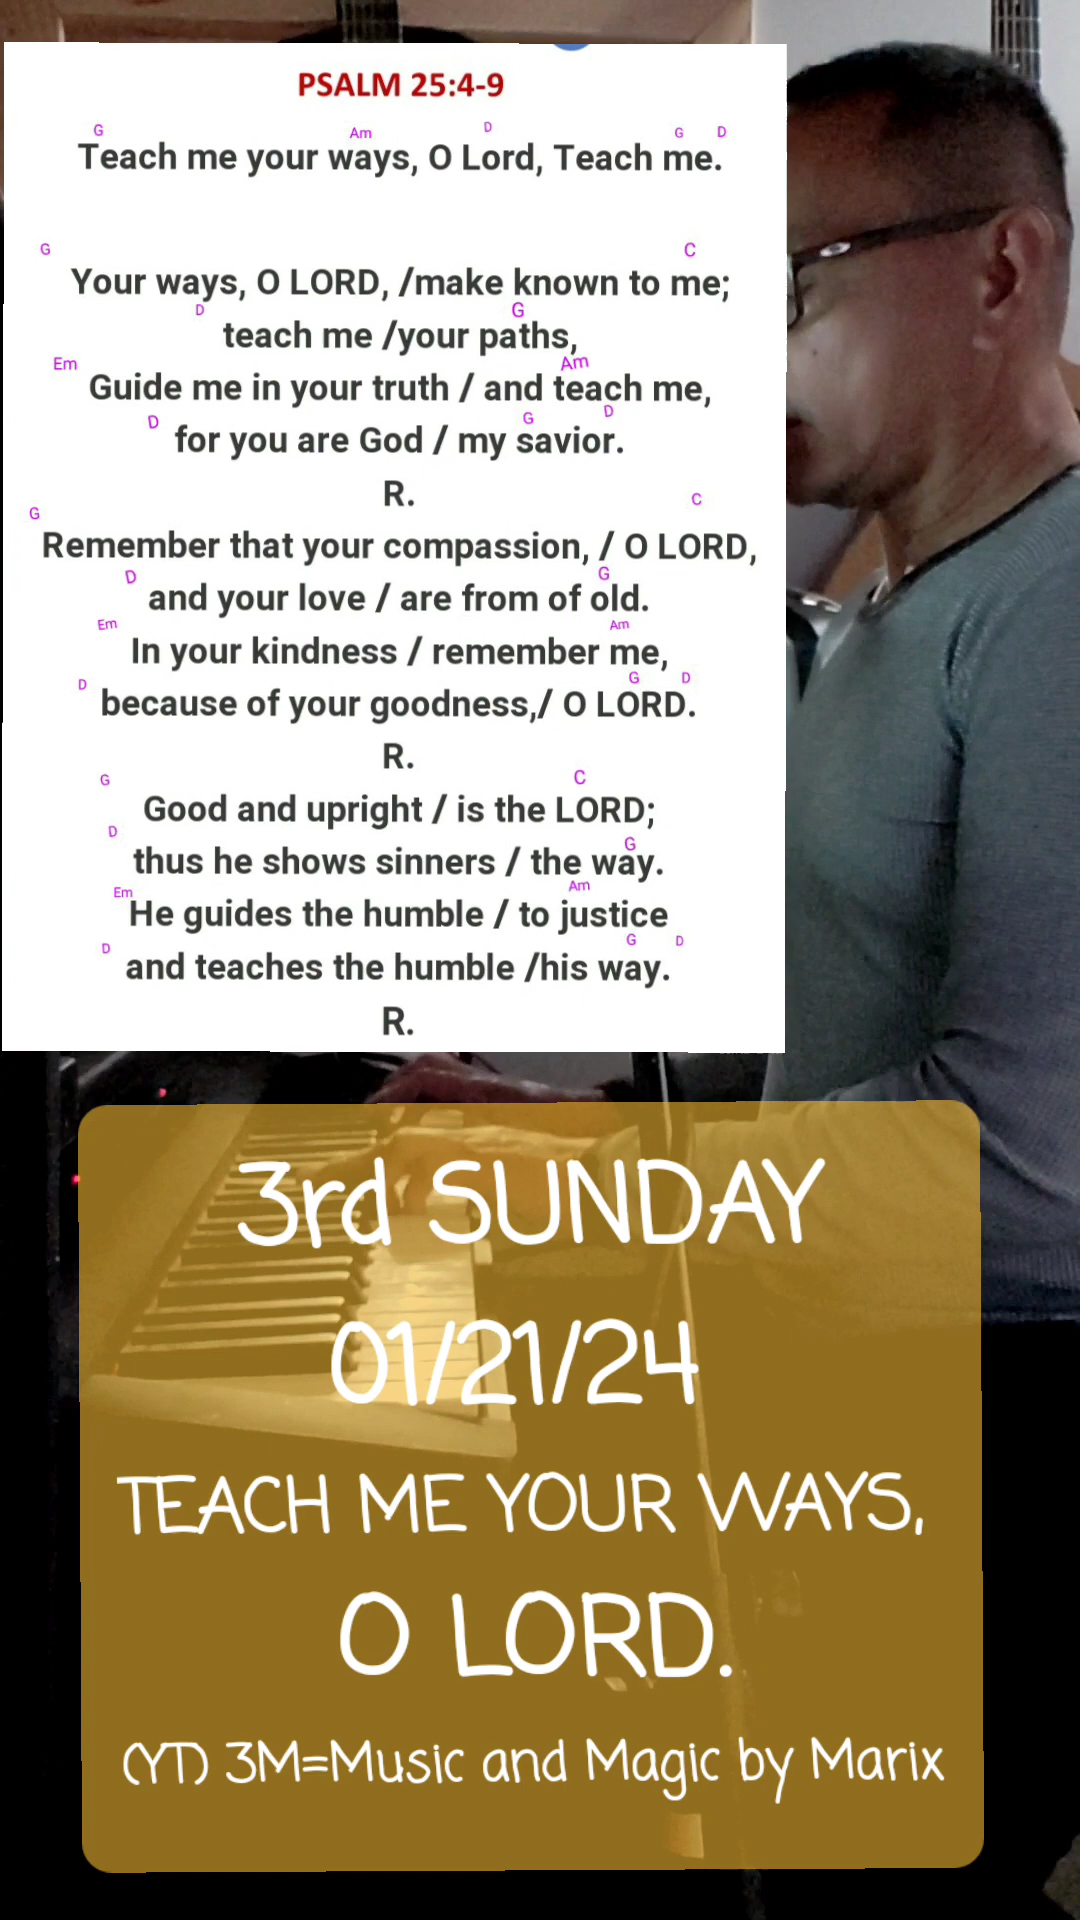 PSALM 25:4-9
G Am D G D
Teach me your ways, O Lord, Teach me.
G C
Your ways, O LORD, /make known to me;
D G
teach me /your paths,
Em Am
Guide me in your truth / and teach me,
D G D
for you are God / my savior.
R.
G C
Remember that your compassion, / O LORD,
D G
and your love / are from of old.
Em Am
In your kindness / remember me,
D G D
because of your goodness,/ O LORD.
R.
G C
Good and upright / is the LORD;
D G
thus he shows sinners / the way.
Em Am
He guides the humble / to justice
D G D
and teaches the humble /his way.
R.
3rd SUNDAY
01/21/24
TEACH ME YOUR WAYS,
O LORD.
(YT) 3M=Music and Magic by Marix